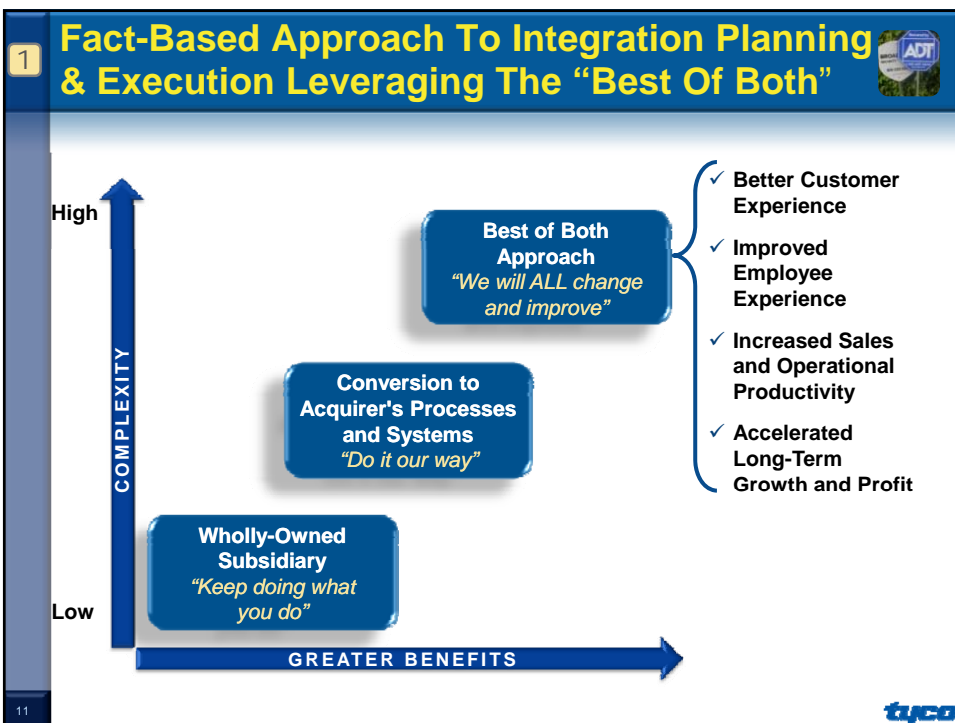 1
Fact-Based Approach To Integration Planning
& Execution Leveraging The “Best Of Both”
ADT
High
COMPLEXITY
Low
Best of Both
Approach
“We will ALL change
and improve”
Conversion to
Acquirer's Processes
and Systems
“Do it our way”
Wholly-Owned
Subsidiary
“Keep doing what
you do”
GREATER BENEFITS
✓ Better Customer
Experience
✓ Improved
Employee
Experience
✓ Increased Sales
and Operational
Productivity
✓ Accelerated
Long-Term
Growth and Profit
11
tyco